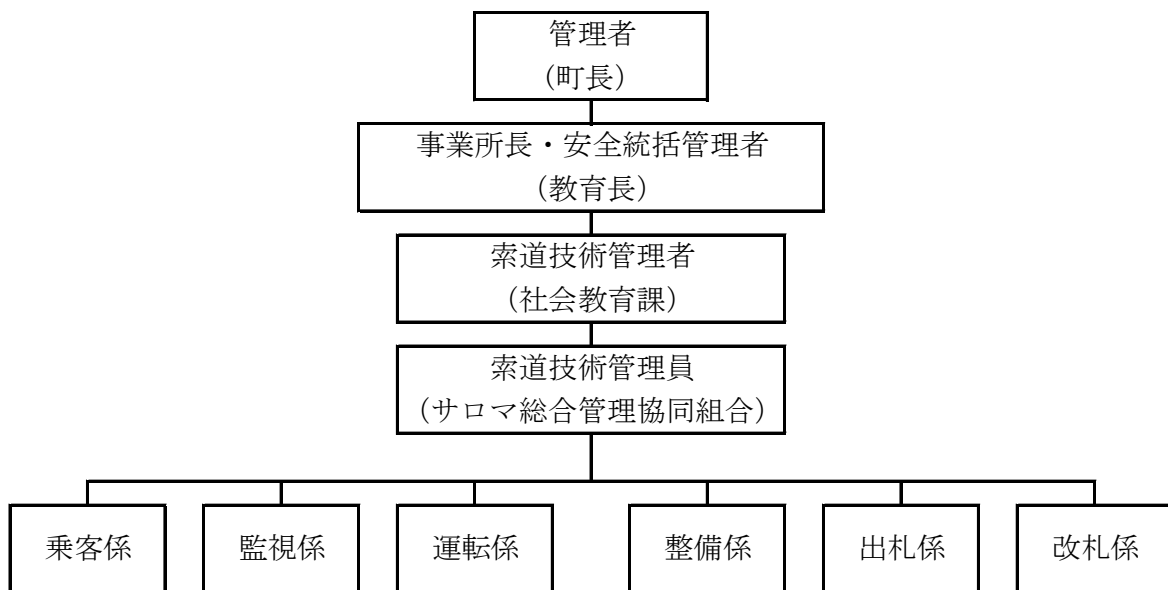 管理者
(町長)
事業所長・安全統括管理者
(教育長)
索道技術管理者
(社会教育課)
索道技術管理員
(サロマ総合管理協同組合)
乗客係
監視係
運転係
整備係
出札係
改札係